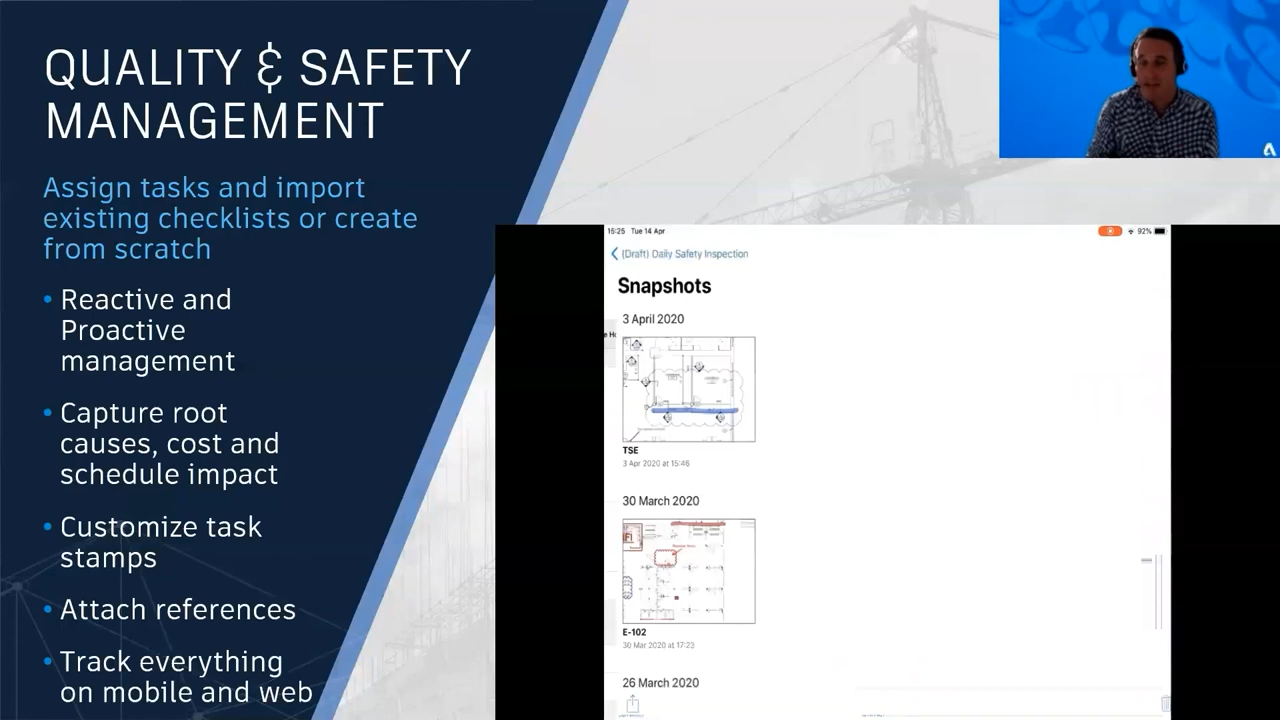 QUALITY & SAFETY
MANAGEMENT
Assign tasks and import
existing checklists or create
from scratch
• Reactive and
Proactive
management
• Capture root
causes, cost and
schedule impact
• Customize task
stamps
• Attach references
• Track everything
on mobile and web
15:25 Tue 14 Apr
92%
(Draft) Daily Safety Inspection
Snapshots
3 April 2020
TSE
3 Apr 2020 at 15:46
30 March 2020
E-102
30 Mar 2020 at 17:23
26 March 2020